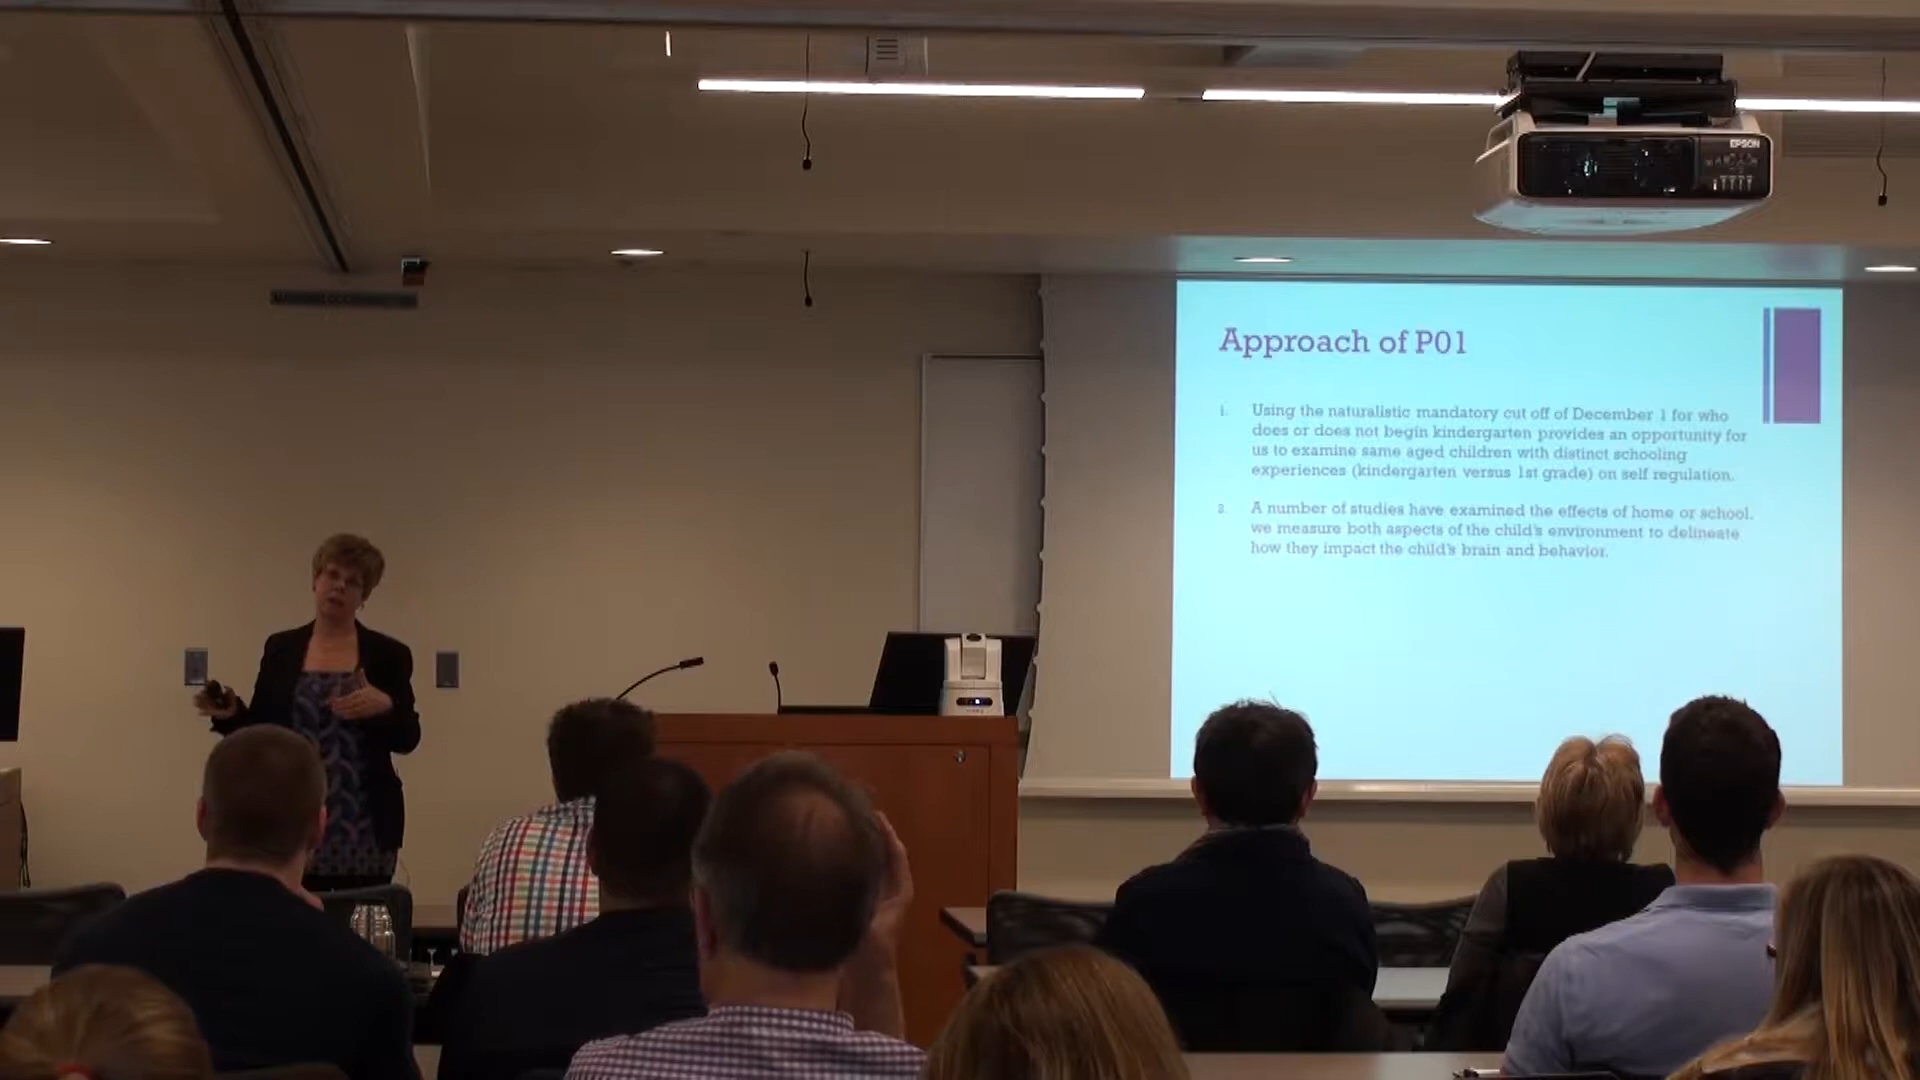 EPSON
Approach of P01
1. Using the naturalistic mandatory cut off of December 1 for who
does or does not begin kindergarten provides an opportunity for
us to examine same aged children with distinct schooling
experiences (kindergarten versus 1st grade) on self regulation.
2. A number of studies have examined the effects of home or school,
we measure both aspects of the child's environment to delineate
how they impact the child's brain and behavior.